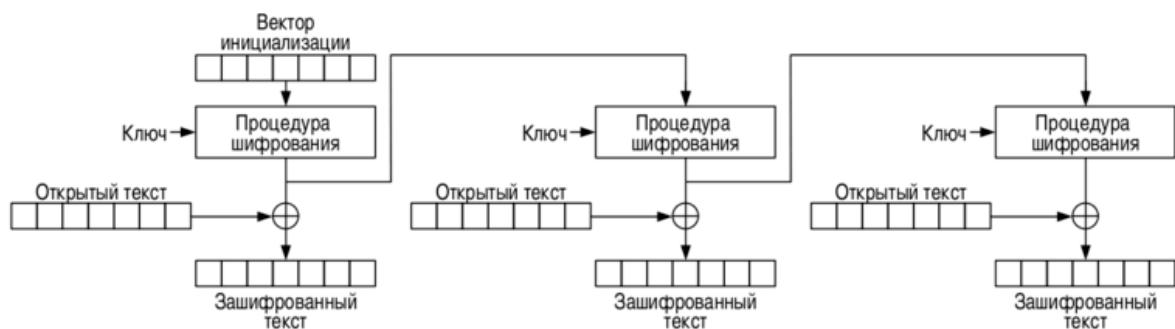 Вектор
инициализации
Ключ
Процедура
шифрования
Ключ
Процедура
шифрования
Ключ
Процедура
шифрования
Открытый текст
Открытый текст
Открытый текст
Зашифрованный
текст
Зашифрованный
текст
Зашифрованный
текст